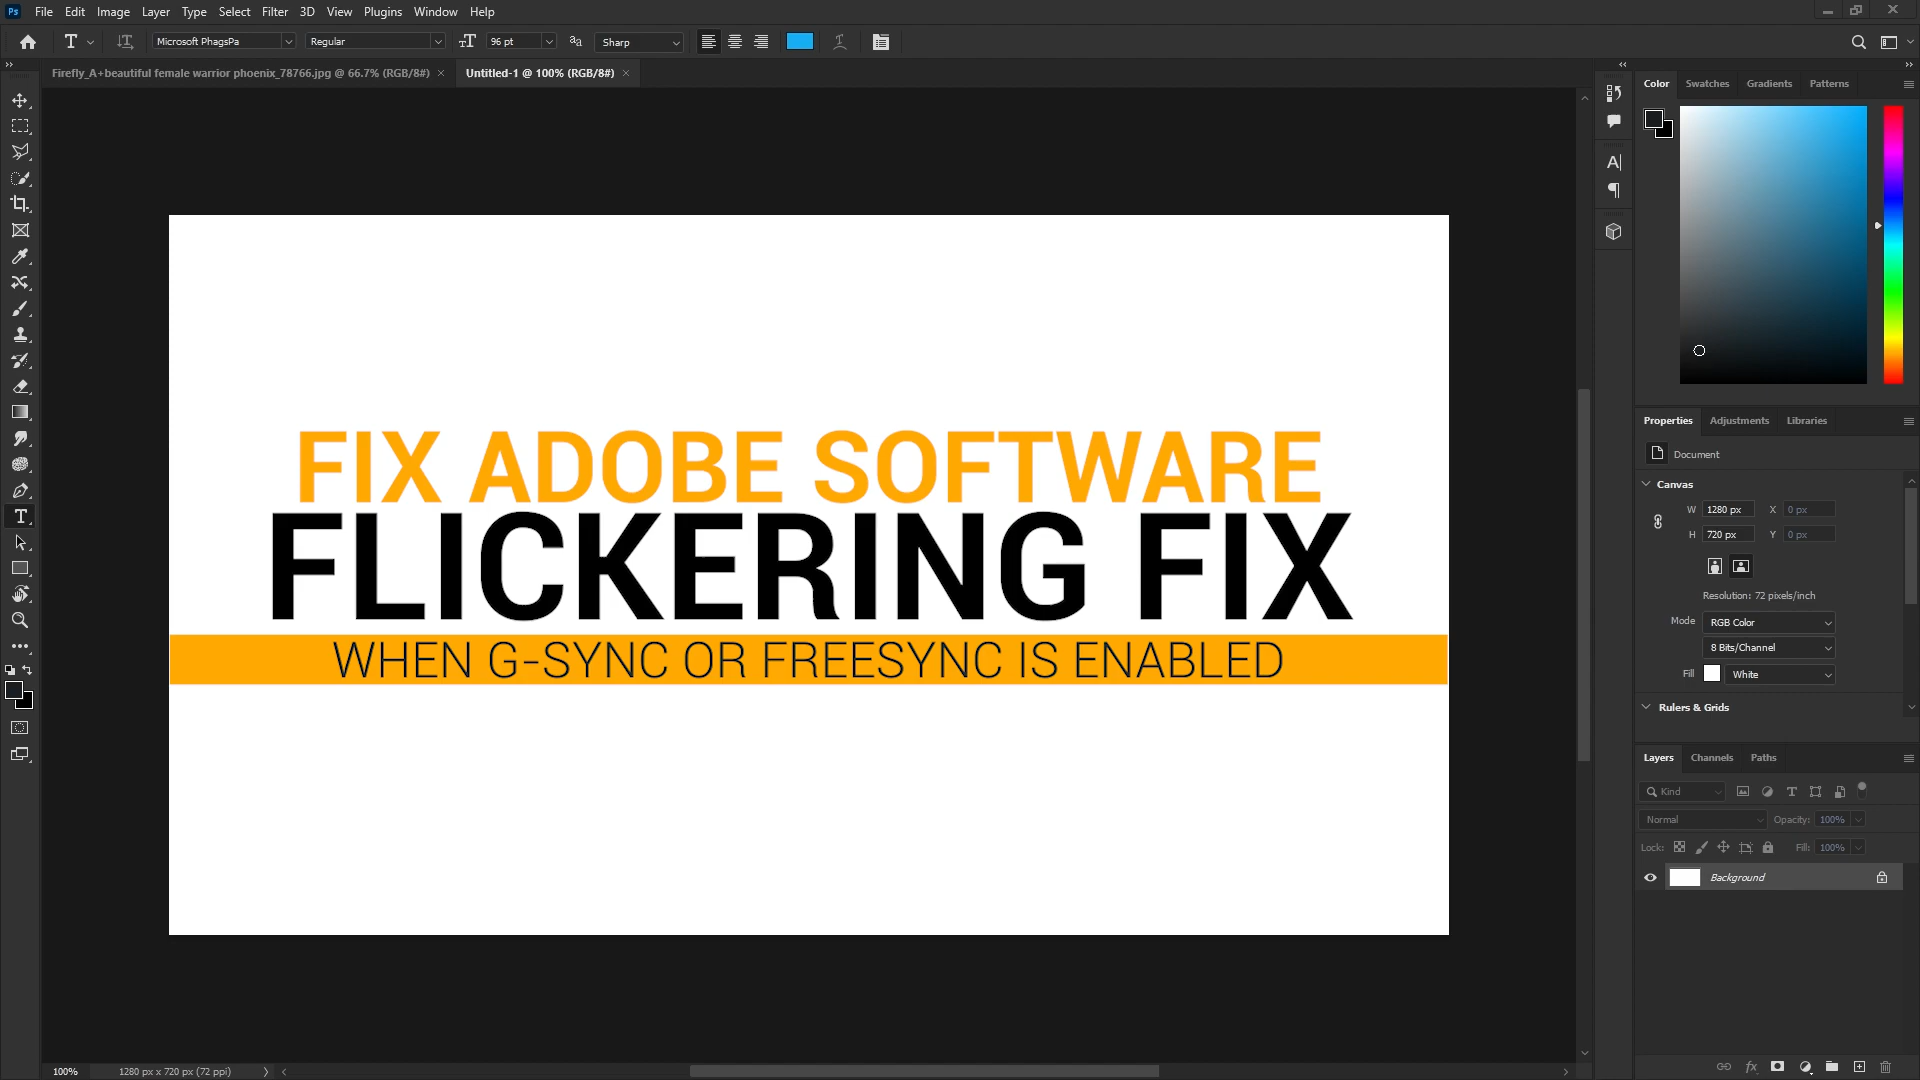 Ps File Edit Image Layer Type Select Filter 3D View Plugins Window Help
T Microsoft PhagsPa Regular 96 pt Sharp
Firefly_A+beautiful female warrior phoenix_78766.jpg @ 66.7% (RGB/8#) × Untitled-1 @ 100% (RGB/8#) ×
Color Swatches Gradients Patterns
FIX ADOBE SOFTWARE
FLICKERING FIX
WHEN G-SYNC OR FREESYNC IS ENABLED
Properties Adjustments Libraries
Document
Canvas
W 1280 px X 0 px
H 720 px Y 0 px
Resolution: 72 pixels/inch
Mode RGB Color
8 Bits/Channel
Fill White
Rulers & Grids
Layers Channels Paths
Kind
Normal Opacity: 100%
Lock: Fill: 100%
Background
100% 1280 px x 720 px (72 ppi)